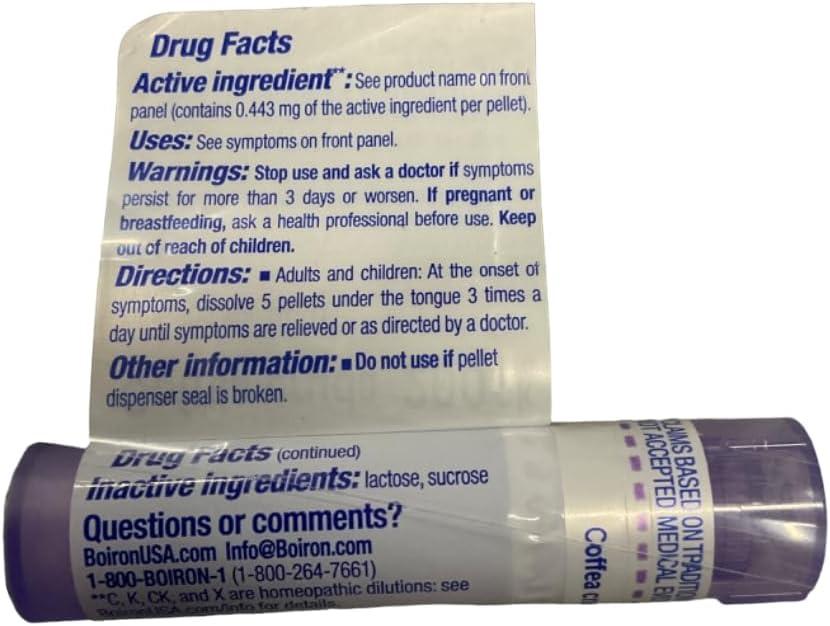 Drug Facts
Active ingredient**: See product name on front
panel (contains 0.443 mg of the active ingredient per pellet).
Uses: See symptoms on front panel.
Warnings: Stop use and ask a doctor if symptoms
persist for more than 3 days or worsen. If pregnant or
breastfeeding, ask a health professional before use. Keep
out of reach of children.
Directions: ■ Adults and children: At the onset of
symptoms, dissolve 5 pellets under the tongue 3 times a
day until symptoms are relieved or as directed by a doctor.
Other information: ■ Do not use if pellet
dispenser seal is broken.
Drug Facts (continued)
Inactive ingredients: lactose, sucrose
Questions or comments?
BoironUSA.com Info@Boiron.com
1-800-BOIRON-1 (1-800-264-7661)
**C, K, CK, and X are homeopathic dilutions: see
BoironUSA.com/info for details.
CLAIMS BASED ON
ACCEPTED MEDICAL
Coffea